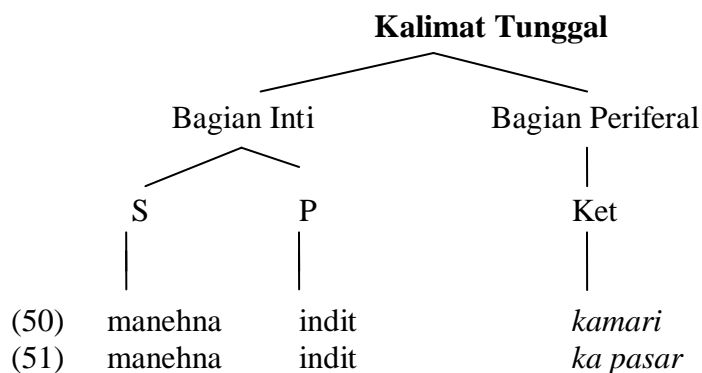 Kalimat Tunggal
Bagian Inti Bagian Periferal
S P Ket
(50) manehna indit kamari
(51) manehna indit ka pasar